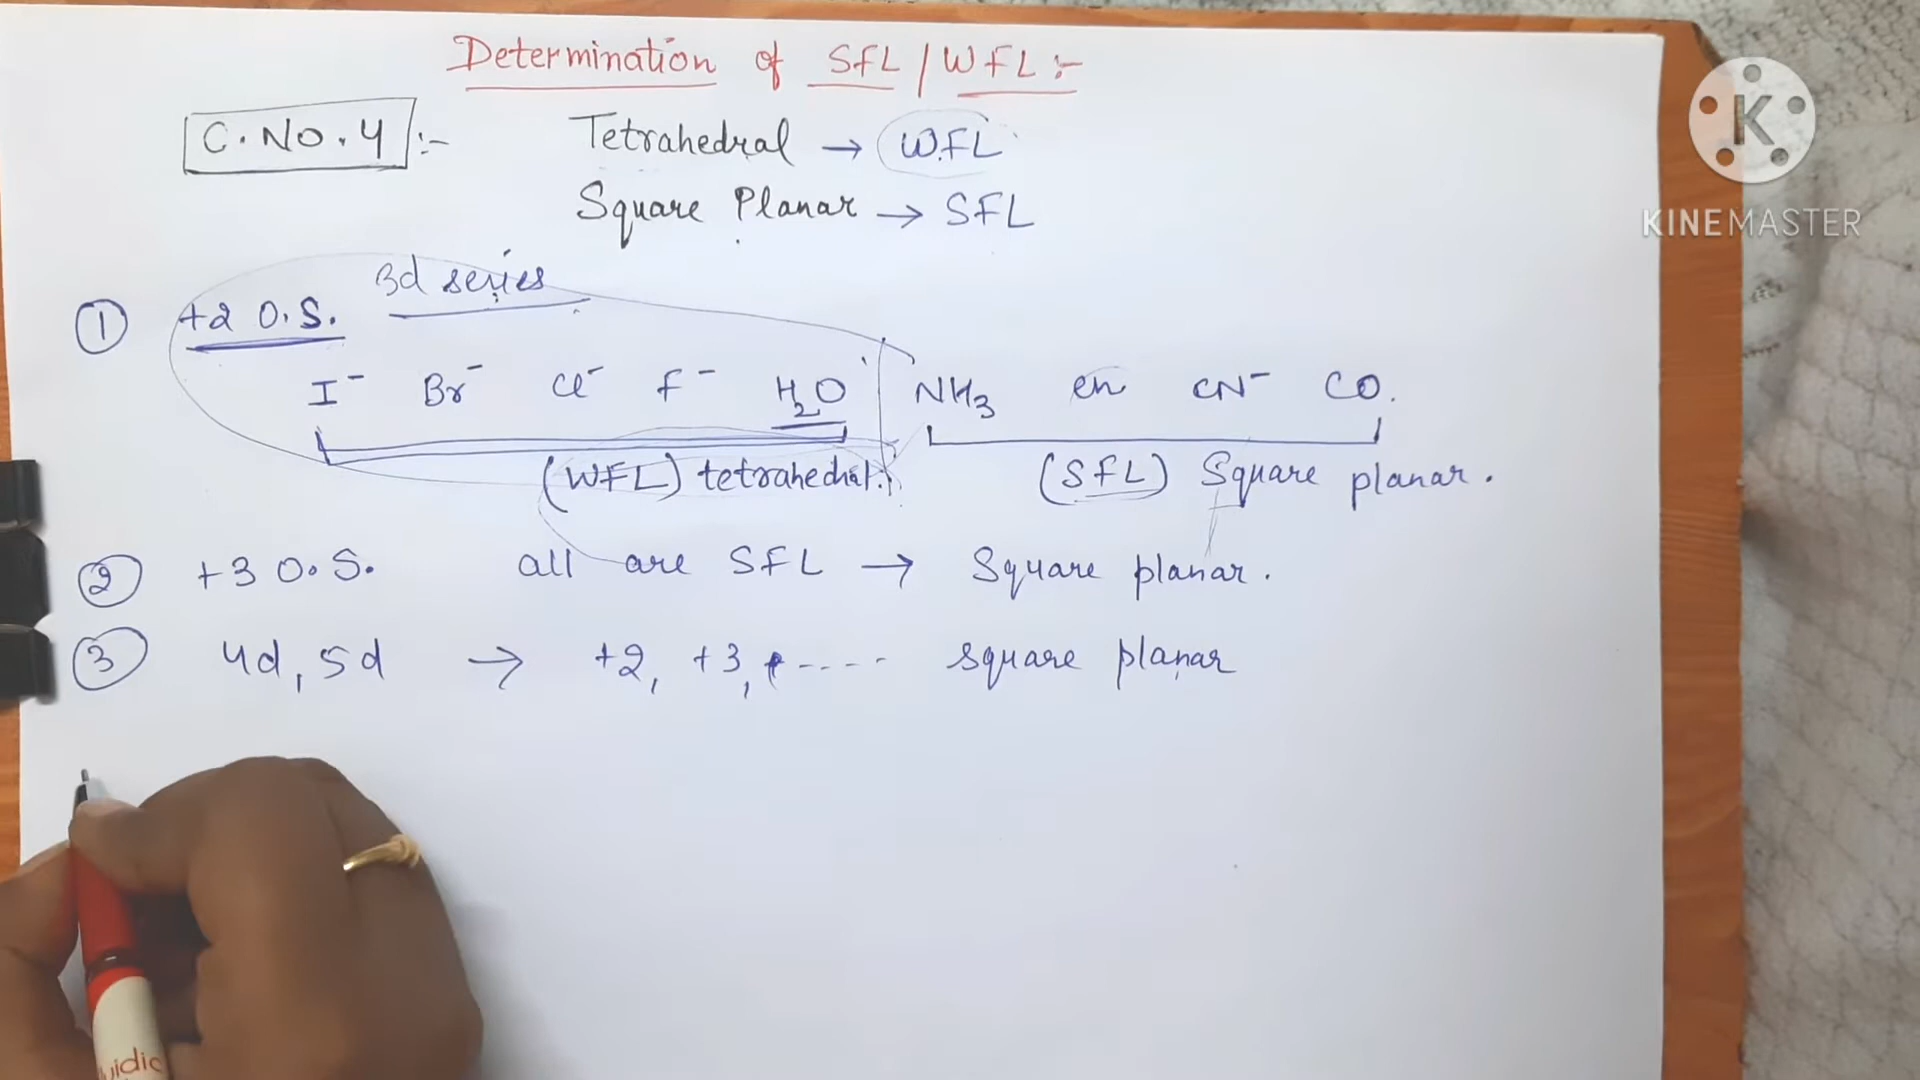 Determination of SFL / WFL :-
C.No.4 :- Tetrahedral → W.FL
Square Planar → SFL
① +2 O.S. 3d series
I⁻ Br⁻ Cl⁻ F⁻ H₂O NH₃ en CN⁻ CO.
(WFL) tetrahedral. (SFL) Square planar.
② +3 O.S. all are SFL → Square planar.
③ 4d, 5d → +2, +3, ---- square planar
K
KINEMASTER
uidic